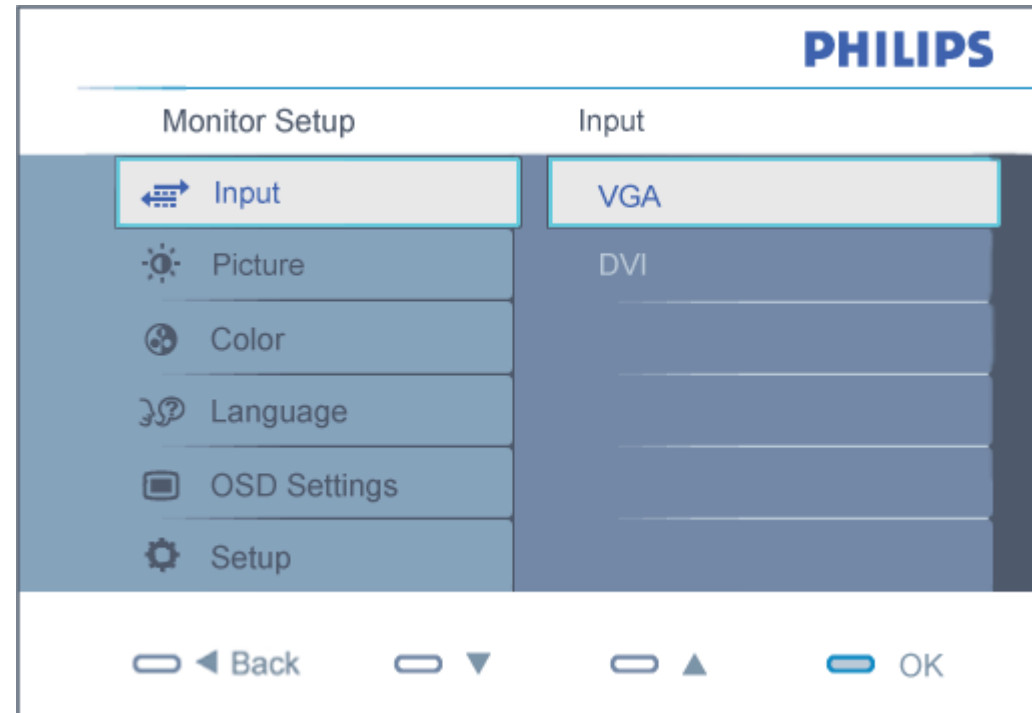 PHILIPS
Monitor Setup Input
Input VGA
Picture DVI
Color
Language
OSD Settings
Setup
Back OK